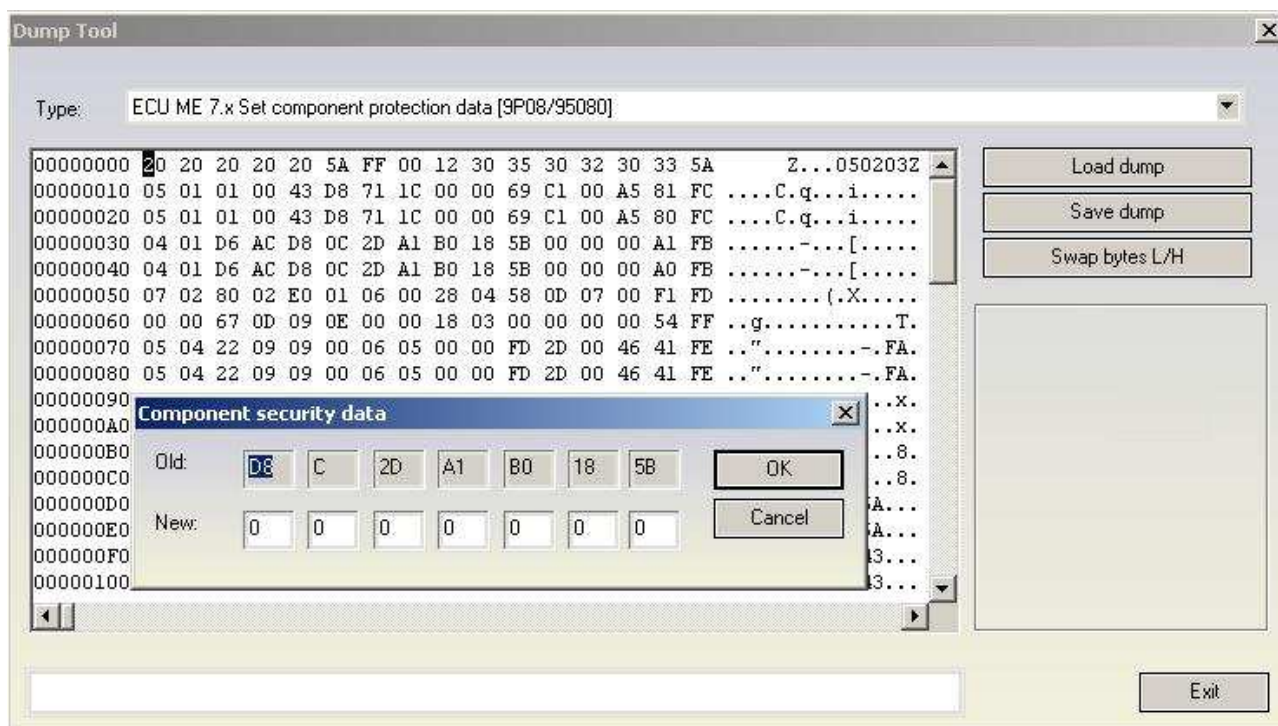 Dump Tool
Type: ECU ME 7.x Set component protection data [9P08/95080]
00000000 20 20 20 20 20 5A FF 00 12 30 35 30 32 30 33 5A Z...050203Z
00000010 05 01 01 00 43 D8 71 1C 00 00 69 C1 00 A5 81 FC ....C.q...i.....
00000020 05 01 01 00 43 D8 71 1C 00 00 69 C1 00 A5 80 FC ....C.q...i.....
00000030 04 01 D6 AC D8 0C 2D A1 B0 18 5B 00 00 00 A1 FB ......-...[.....
00000040 04 01 D6 AC D8 0C 2D A1 B0 18 5B 00 00 00 A0 FB ......-...[.....
00000050 07 02 80 02 E0 01 06 00 28 04 58 0D 07 00 F1 FD ........(.X.....
00000060 00 00 67 0D 09 0E 00 00 18 03 00 00 00 00 54 FF ..g...........T.
00000070 05 04 22 09 09 00 06 05 00 00 FD 2D 00 46 41 FE .."........-.FA.
00000080 05 04 22 09 09 00 06 05 00 00 FD 2D 00 46 41 FE .."........-.FA.
00000090 ..x.
000000A0 ..x.
000000B0 ..8.
000000C0 ..8.
000000D0 A...
000000E0 A...
000000F0 3...
00000100 3...
Load dump
Save dump
Swap bytes L/H
Component security data
Old: D8 C 2D A1 B0 18 5B
OK
New: 0 0 0 0 0 0 0
Cancel
Exit